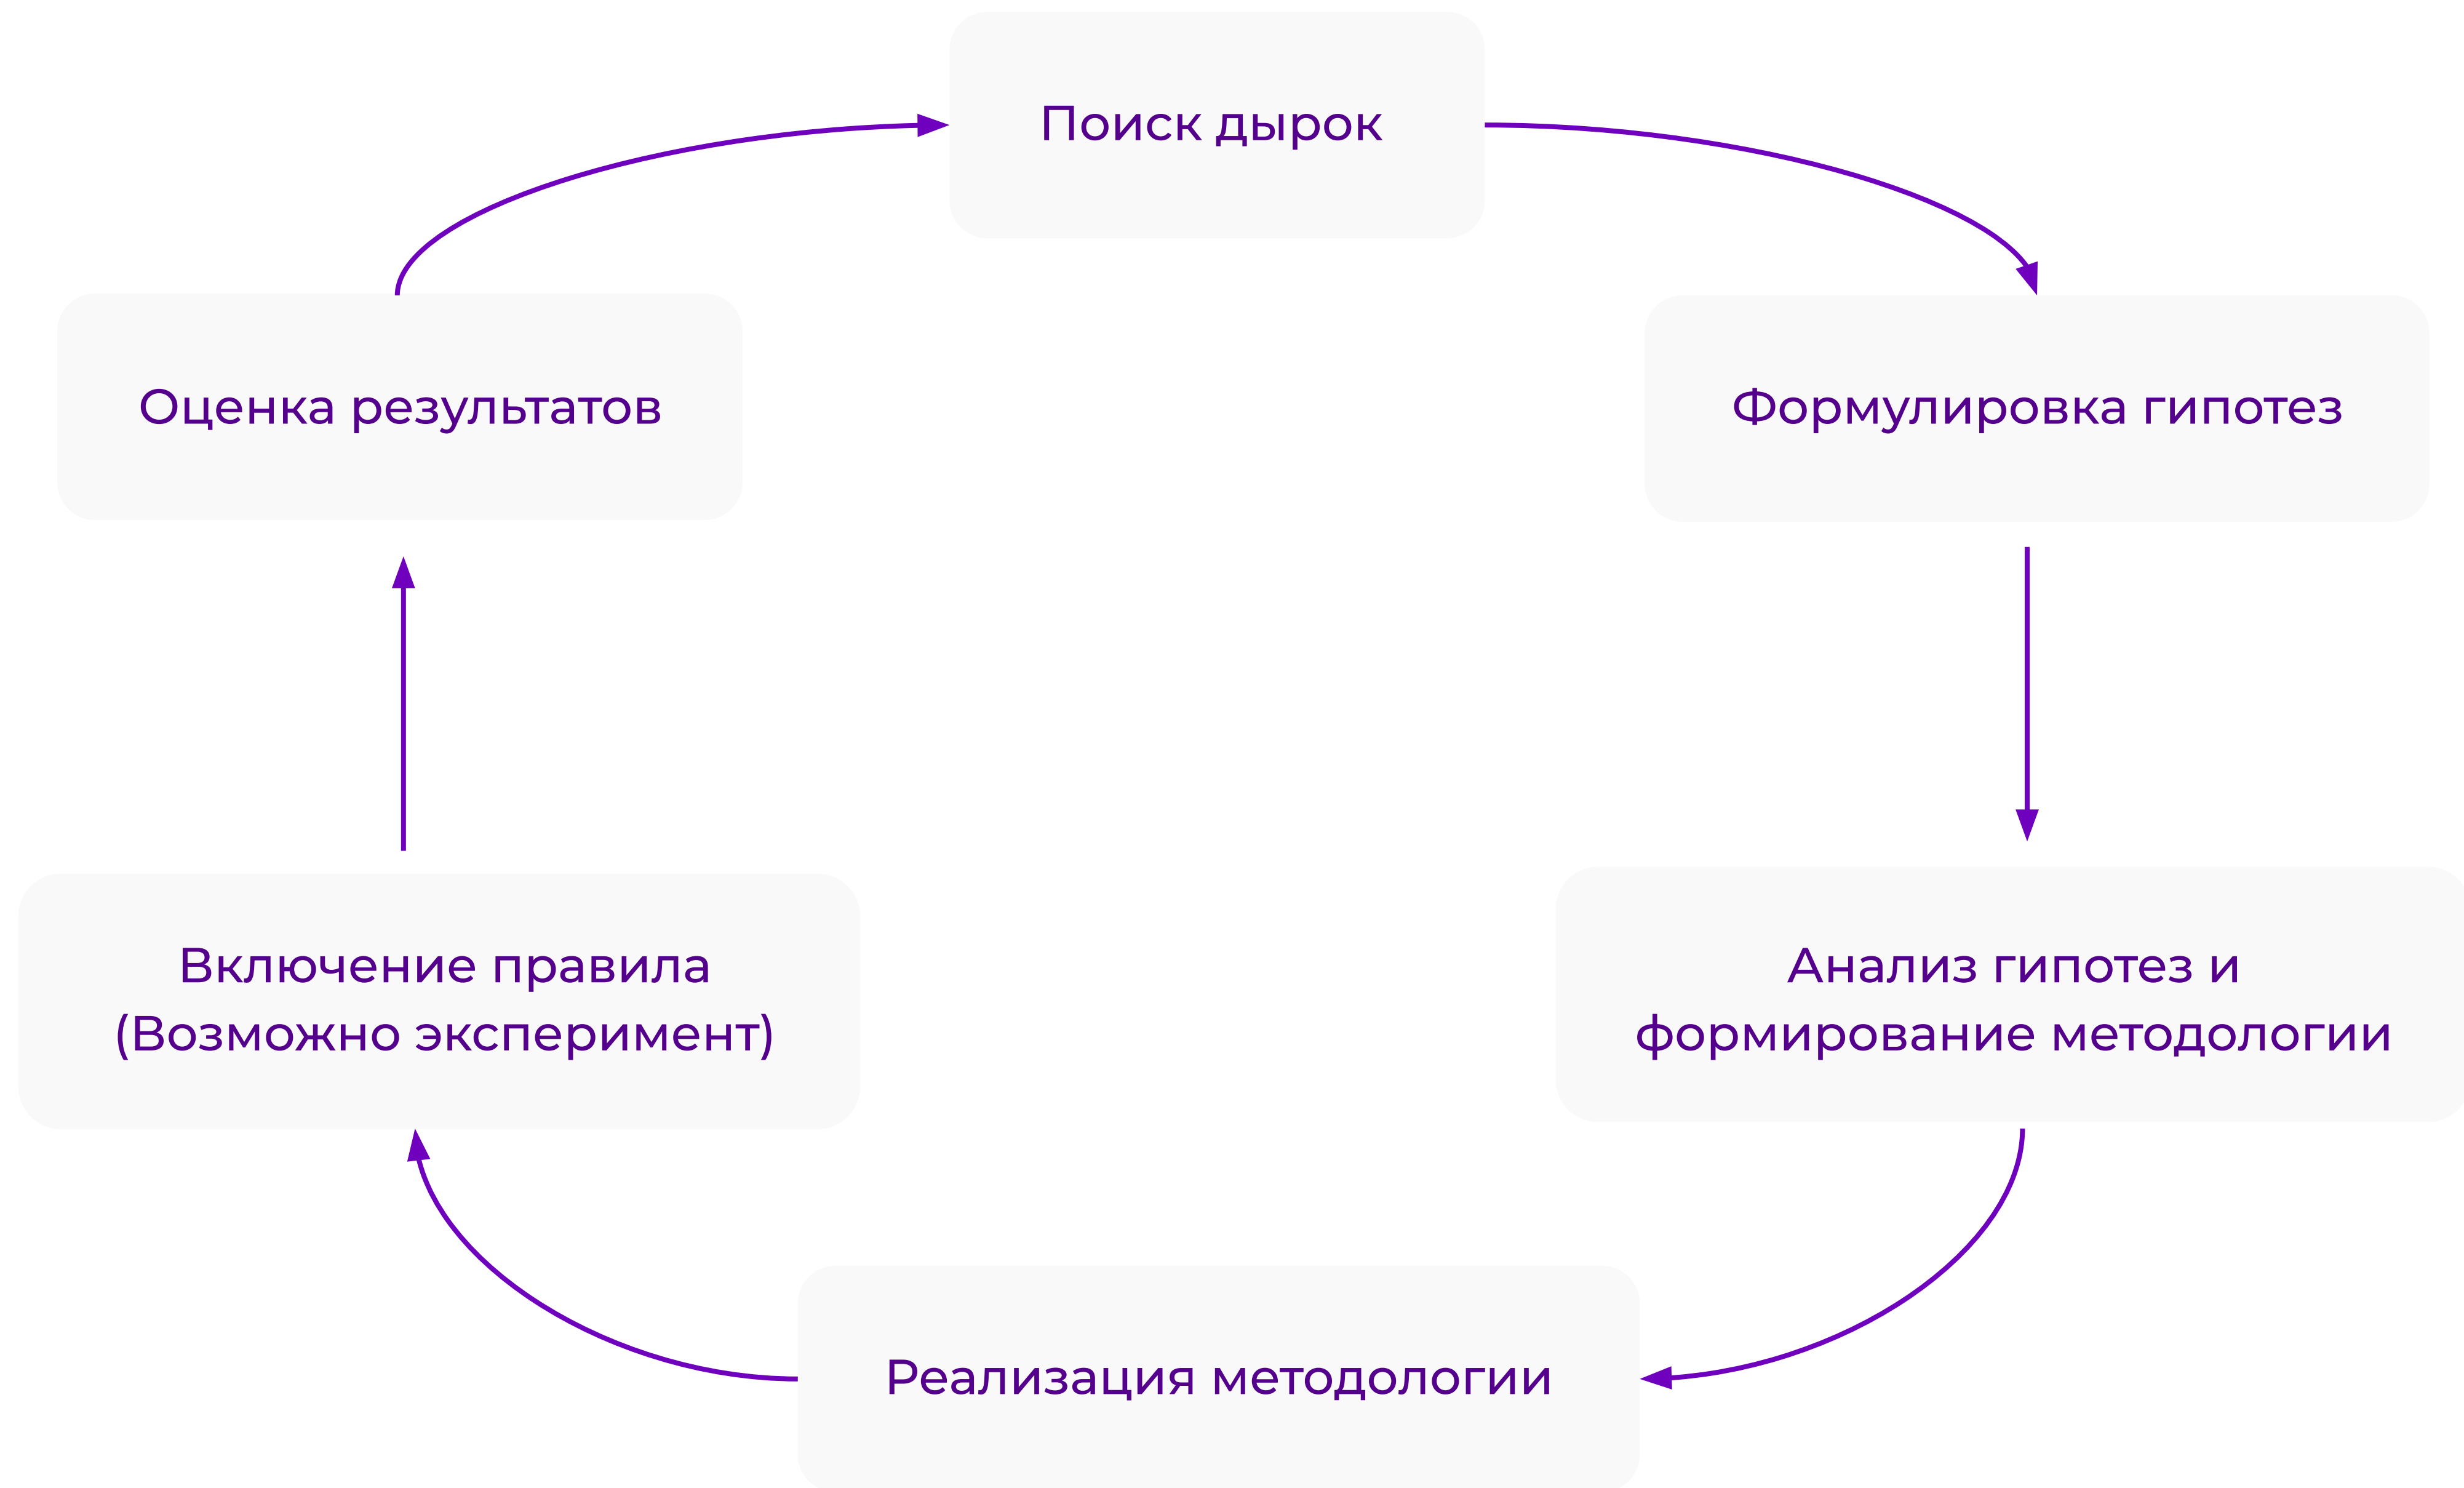 Поиск дырок
Оценка результатов
Формулировка гипотез
Включение правила
(Возможно эксперимент)
Анализ гипотез и
формирование методологии
Реализация методологии